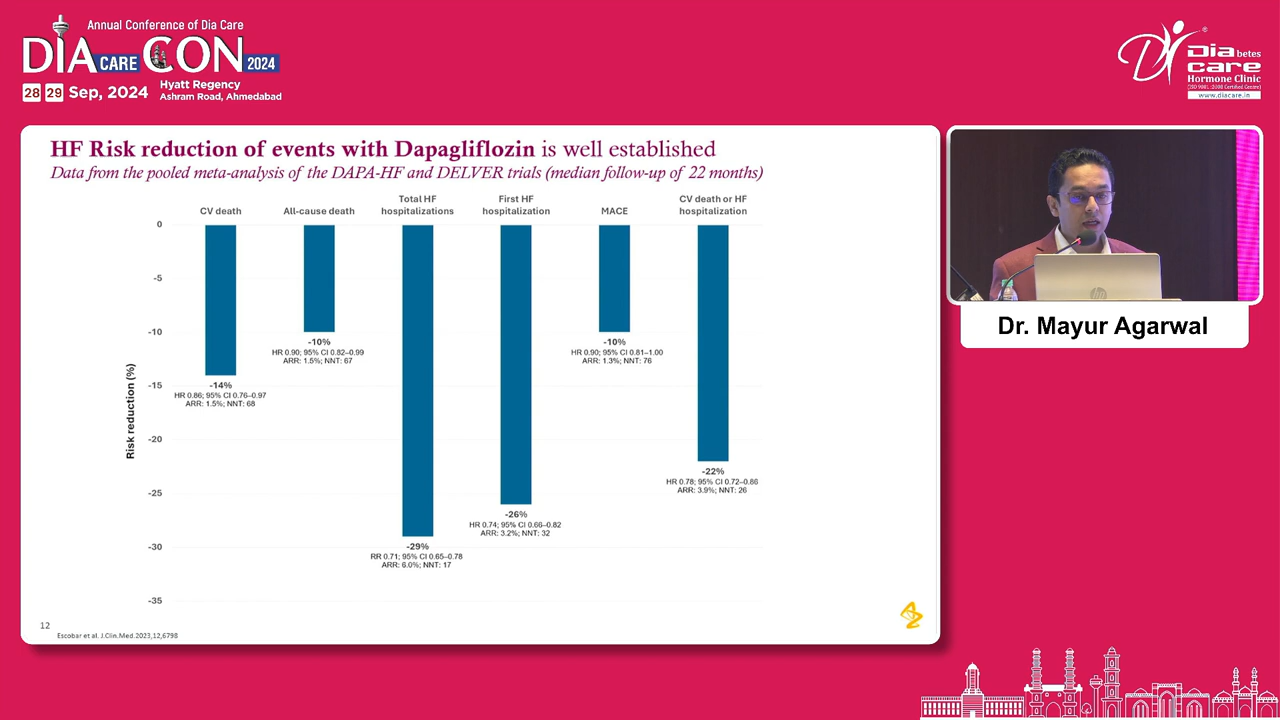 Annual Conference of Dia Care
DIA CARE CON 2024
28 29 Sep, 2024
Hyatt Regency
Ashram Road, Ahmedabad
Diabetes
care
Hormone Clinic
(ISO 9001:2008 Certified Centre)
www.diacare.in
HF Risk reduction of events with Dapagliflozin is well established
Data from the pooled meta-analysis of the DAPA-HF and DELVER trials (median follow-up of 22 months)
CV death
All-cause death
Total HF
hospitalizations
First HF
hospitalization
MACE
CV death or HF
hospitalization
Risk reduction (%)
0
-5
-10
-15
-20
-25
-30
-35
-14%
HR 0.86; 95% CI 0.76–0.97
ARR: 1.5%; NNT: 68
-10%
HR 0.90; 95% CI 0.82–0.99
ARR: 1.5%; NNT: 67
-29%
RR 0.71; 95% CI 0.65–0.78
ARR: 6.0%; NNT: 17
-26%
HR 0.74; 95% CI 0.66–0.82
ARR: 3.2%; NNT: 32
-10%
HR 0.90; 95% CI 0.81–1.00
ARR: 1.3%; NNT: 76
-22%
HR 0.78; 95% CI 0.72–0.86
ARR: 3.9%; NNT: 26
12
Escobar et al. J.Clin.Med.2023,12,6798
hp
Dr. Mayur Agarwal